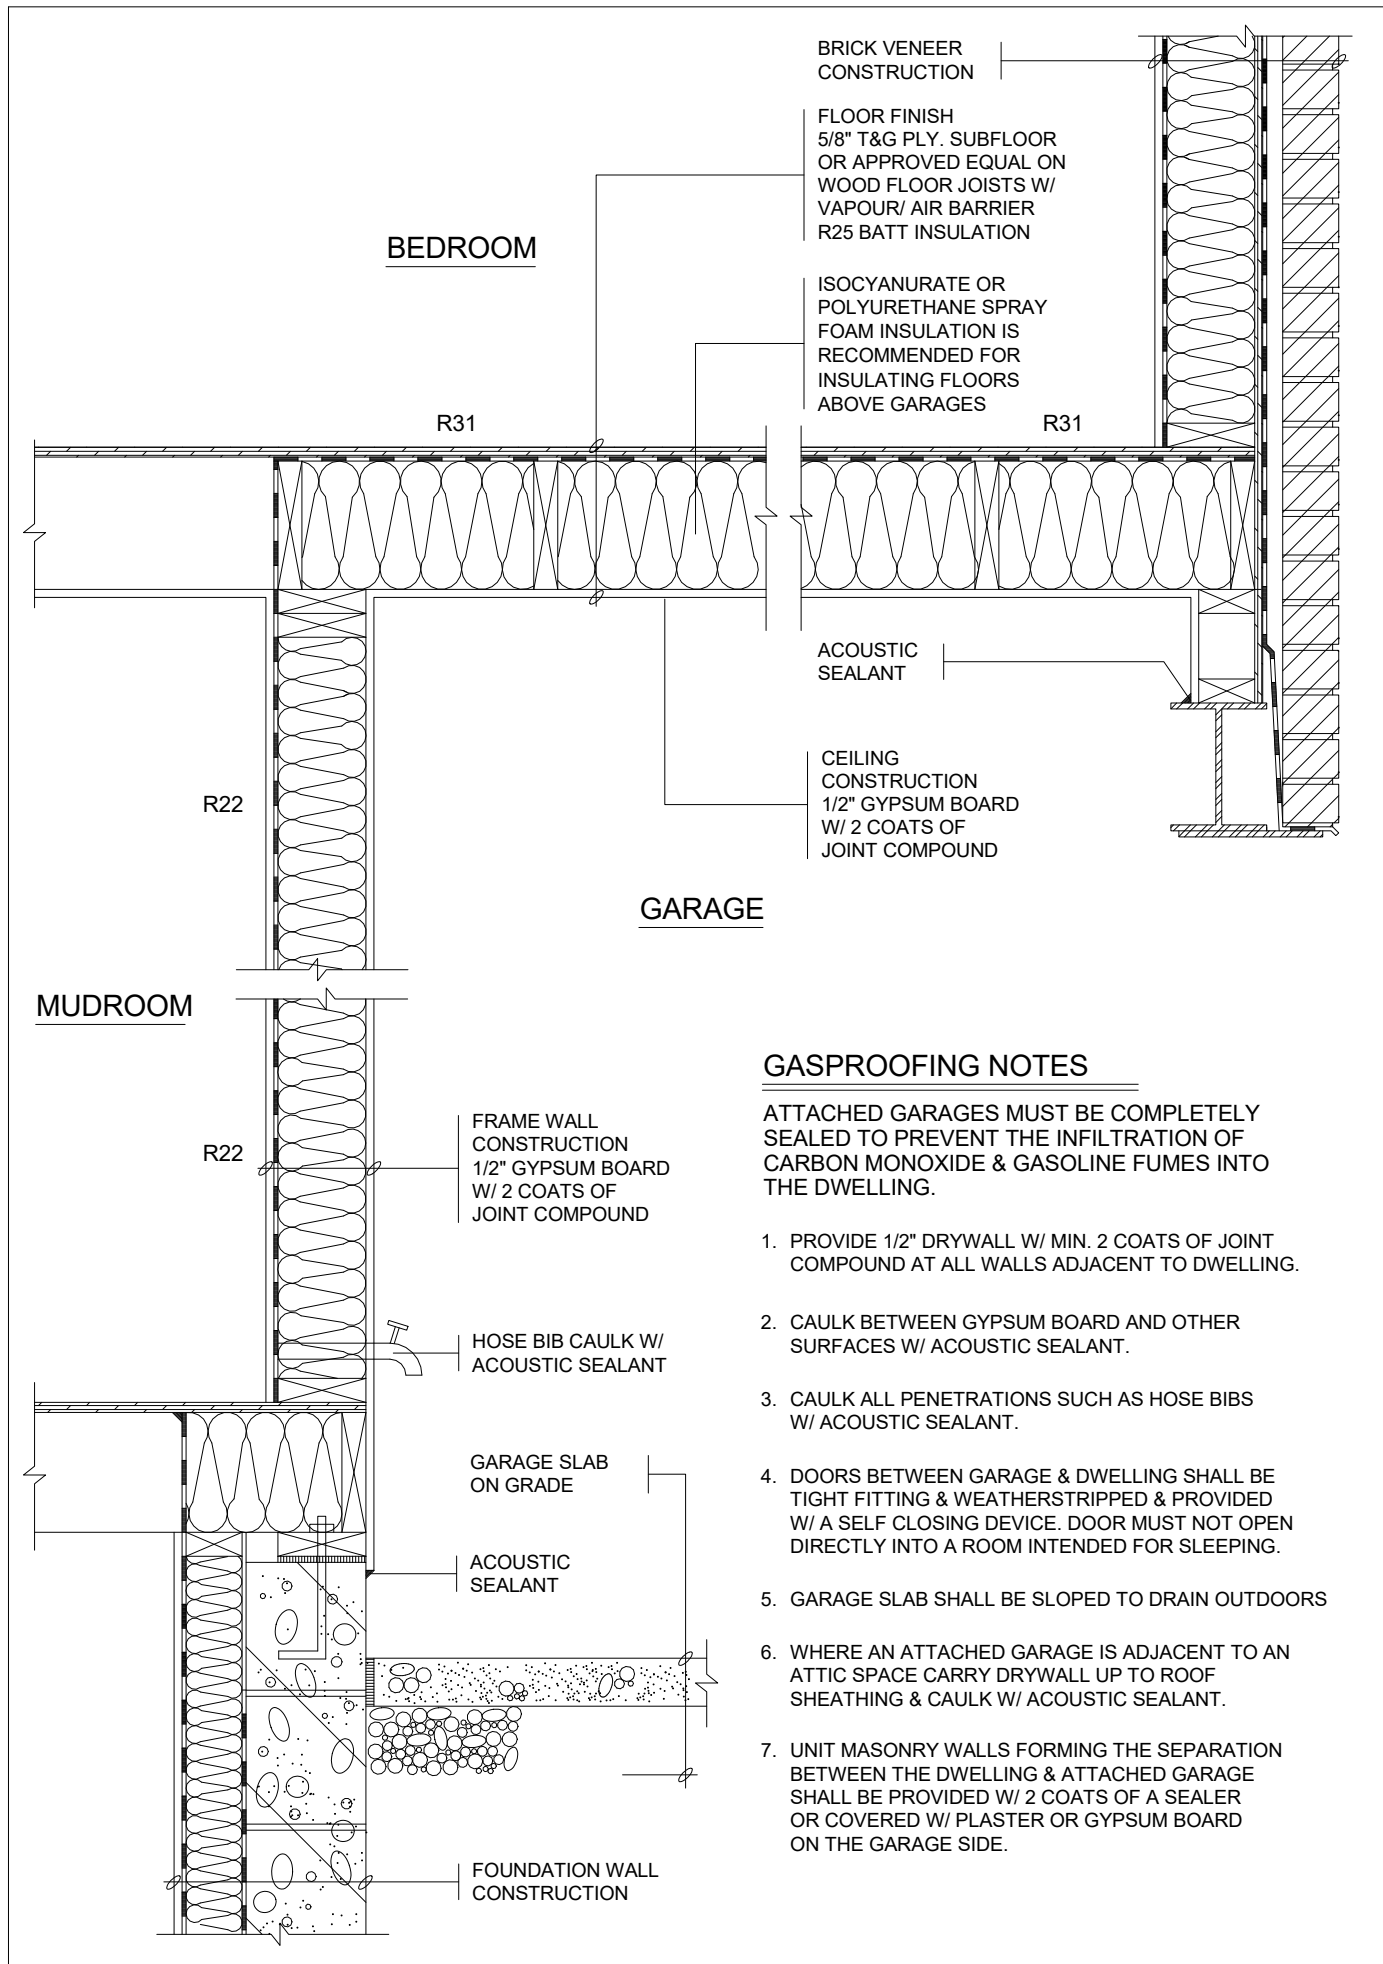 BRICK VENEER
CONSTRUCTION
FLOOR FINISH
5/8" T&G PLY. SUBFLOOR
OR APPROVED EQUAL ON
WOOD FLOOR JOISTS W/
VAPOUR/ AIR BARRIER
R25 BATT INSULATION
BEDROOM
ISOCYANURATE OR
POLYURETHANE SPRAY
FOAM INSULATION IS
RECOMMENDED FOR
INSULATING FLOORS
ABOVE GARAGES
R31
R31
ACOUSTIC
SEALANT
CEILING
CONSTRUCTION
1/2" GYPSUM BOARD
W/ 2 COATS OF
JOINT COMPOUND
R22
GARAGE
MUDROOM
R22
FRAME WALL
CONSTRUCTION
1/2" GYPSUM BOARD
W/ 2 COATS OF
JOINT COMPOUND
HOSE BIB CAULK W/
ACOUSTIC SEALANT
GARAGE SLAB
ON GRADE
ACOUSTIC
SEALANT
FOUNDATION WALL
CONSTRUCTION
GASPROOFING NOTES
ATTACHED GARAGES MUST BE COMPLETELY
SEALED TO PREVENT THE INFILTRATION OF
CARBON MONOXIDE & GASOLINE FUMES INTO
THE DWELLING.
1. PROVIDE 1/2" DRYWALL W/ MIN. 2 COATS OF JOINT
COMPOUND AT ALL WALLS ADJACENT TO DWELLING.
2. CAULK BETWEEN GYPSUM BOARD AND OTHER
SURFACES W/ ACOUSTIC SEALANT.
3. CAULK ALL PENETRATIONS SUCH AS HOSE BIBS
W/ ACOUSTIC SEALANT.
4. DOORS BETWEEN GARAGE & DWELLING SHALL BE
TIGHT FITTING & WEATHERSTRIPPED & PROVIDED
W/ A SELF CLOSING DEVICE. DOOR MUST NOT OPEN
DIRECTLY INTO A ROOM INTENDED FOR SLEEPING.
5. GARAGE SLAB SHALL BE SLOPED TO DRAIN OUTDOORS
6. WHERE AN ATTACHED GARAGE IS ADJACENT TO AN
ATTIC SPACE CARRY DRYWALL UP TO ROOF
SHEATHING & CAULK W/ ACOUSTIC SEALANT.
7. UNIT MASONRY WALLS FORMING THE SEPARATION
BETWEEN THE DWELLING & ATTACHED GARAGE
SHALL BE PROVIDED W/ 2 COATS OF A SEALER
OR COVERED W/ PLASTER OR GYPSUM BOARD
ON THE GARAGE SIDE.